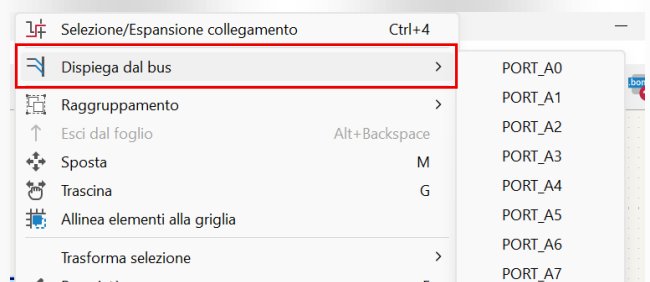 Selezione/Espansione collegamento Ctrl+4
Dispiega dal bus
Raggruppamento
Esci dal foglio Alt+Backspace
Sposta M
Trascina G
Allinea elementi alla griglia
Trasforma selezione
PORT_A0
PORT_A1
PORT_A2
PORT_A3
PORT_A4
PORT_A5
PORT_A6
PORT_A7